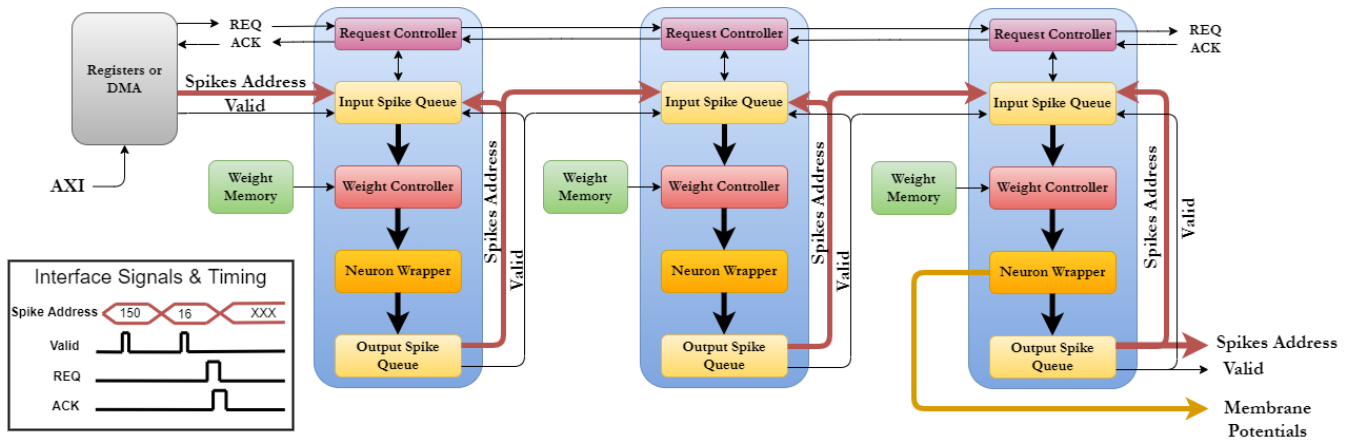 REQ
ACK
Registers or
DMA
Spikes Address
Valid
AXI
Request Controller
Input Spike Queue
Weight
Memory
Weight Controller
Neuron Wrapper
Output Spike
Queue
Spikes Address
Valid
Request Controller
Input Spike Queue
Weight
Memory
Weight Controller
Neuron Wrapper
Output Spike
Queue
Spikes Address
Valid
Request Controller
Input Spike Queue
Weight
Memory
Weight Controller
Neuron Wrapper
Output Spike
Queue
Spikes Address
Valid
REQ
ACK
Spikes Address
Valid
Membrane
Potentials
Interface Signals & Timing
Spike Address 150 16 XXX
Valid
REQ
ACK